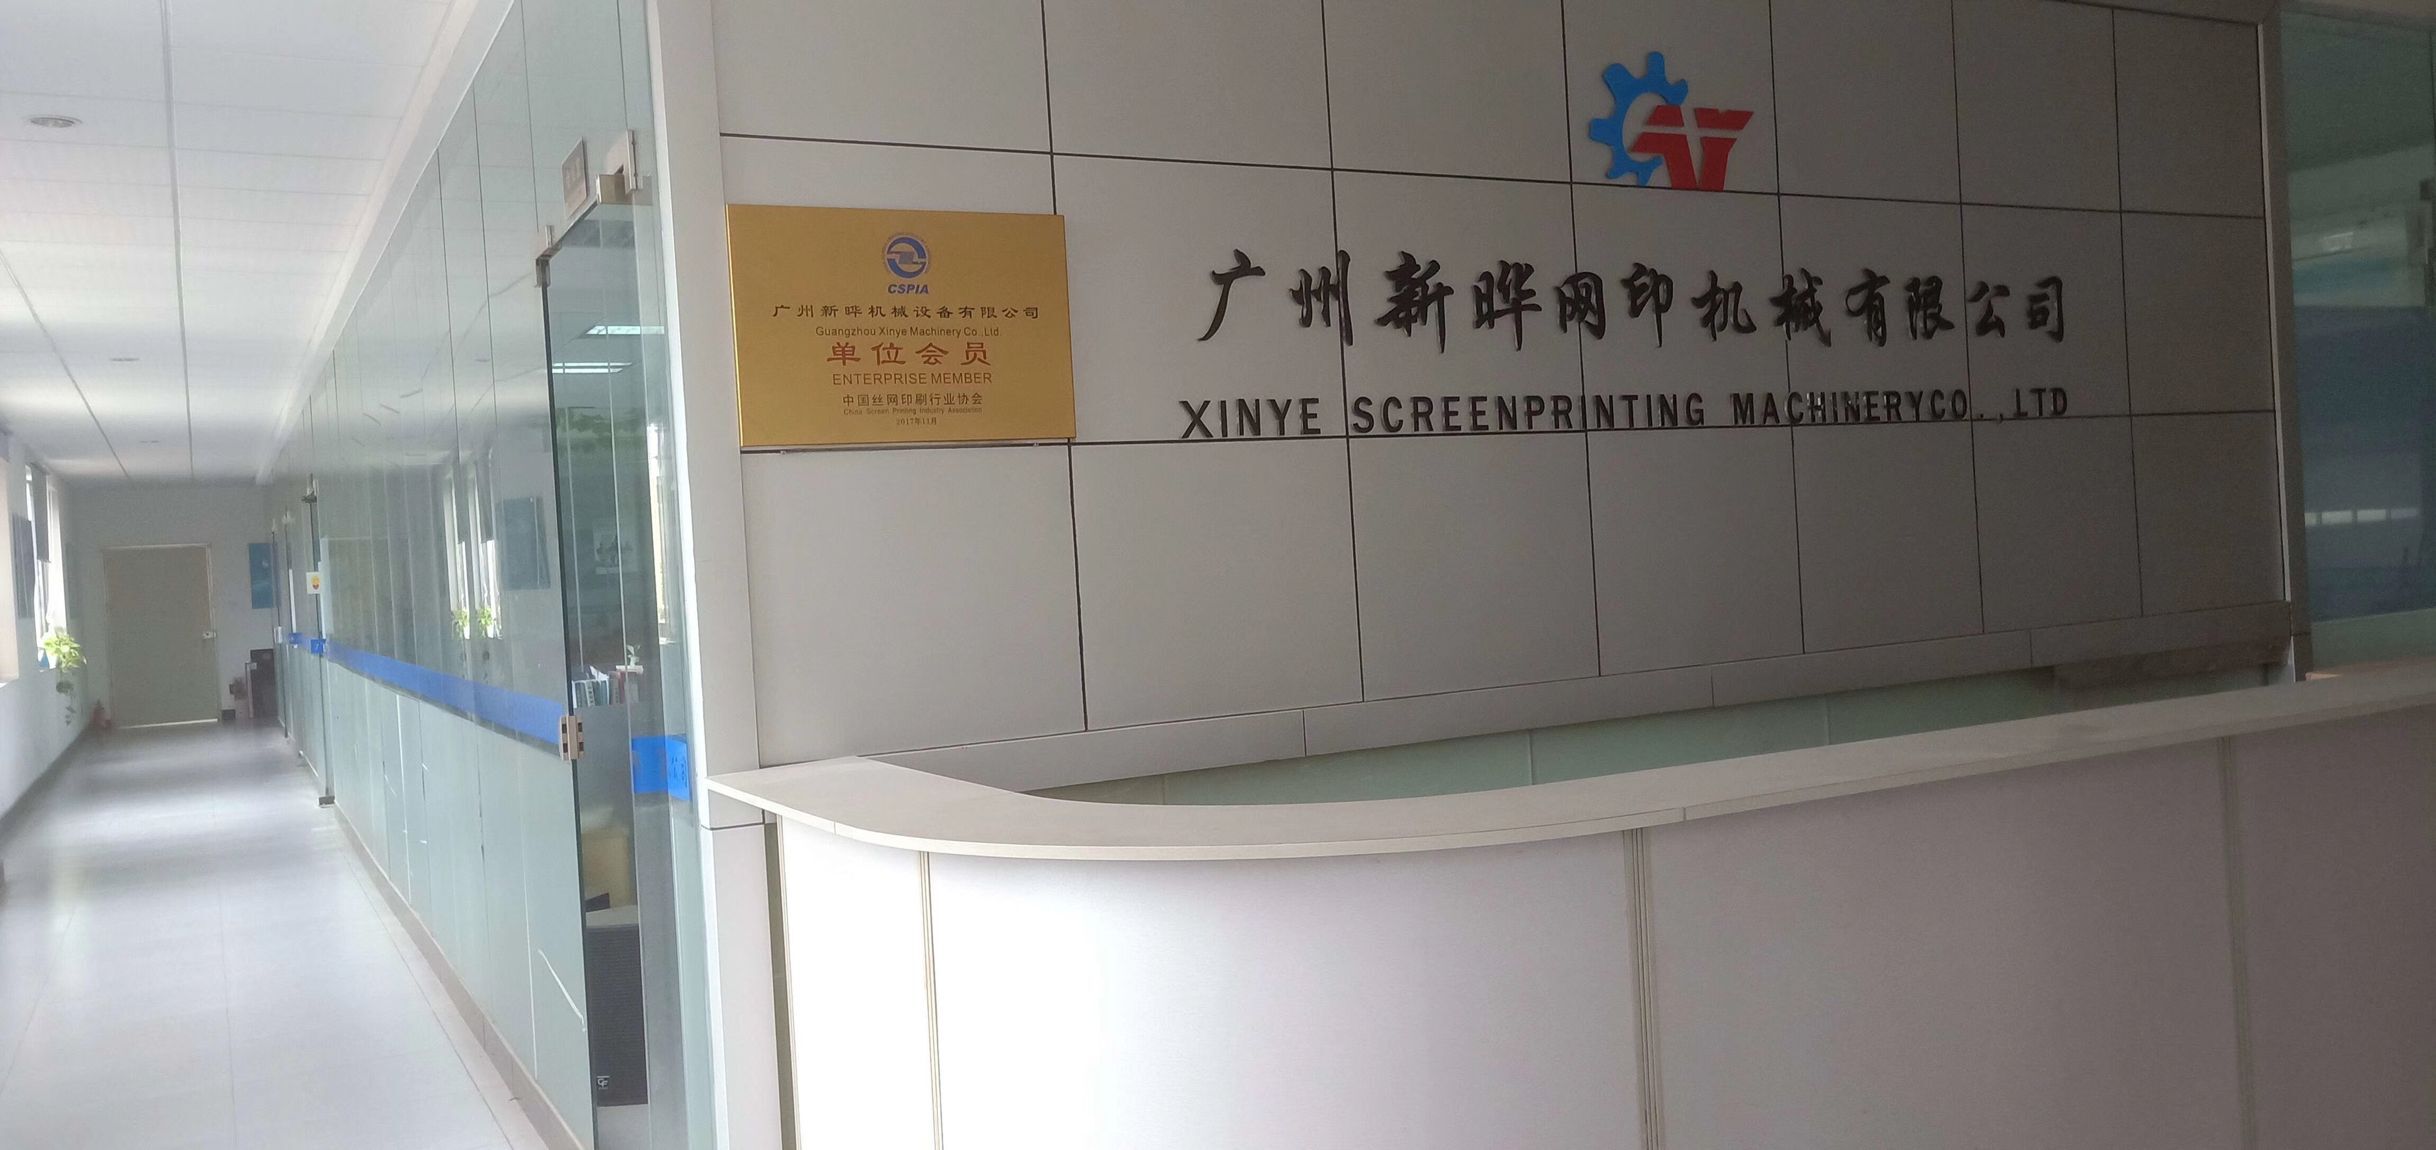 CSPIA
广州新晔机械设备有限公司
Guangzhou Xinye Machinery Co .,Ltd.
单位会员
ENTERPRISE MEMBER
中国丝网印刷行业协会
China Screen Printing Industry Association
2017年11月
广州新晔网印机械有限公司
XINYE SCREENPRINTING MACHINERYCO.,LTD